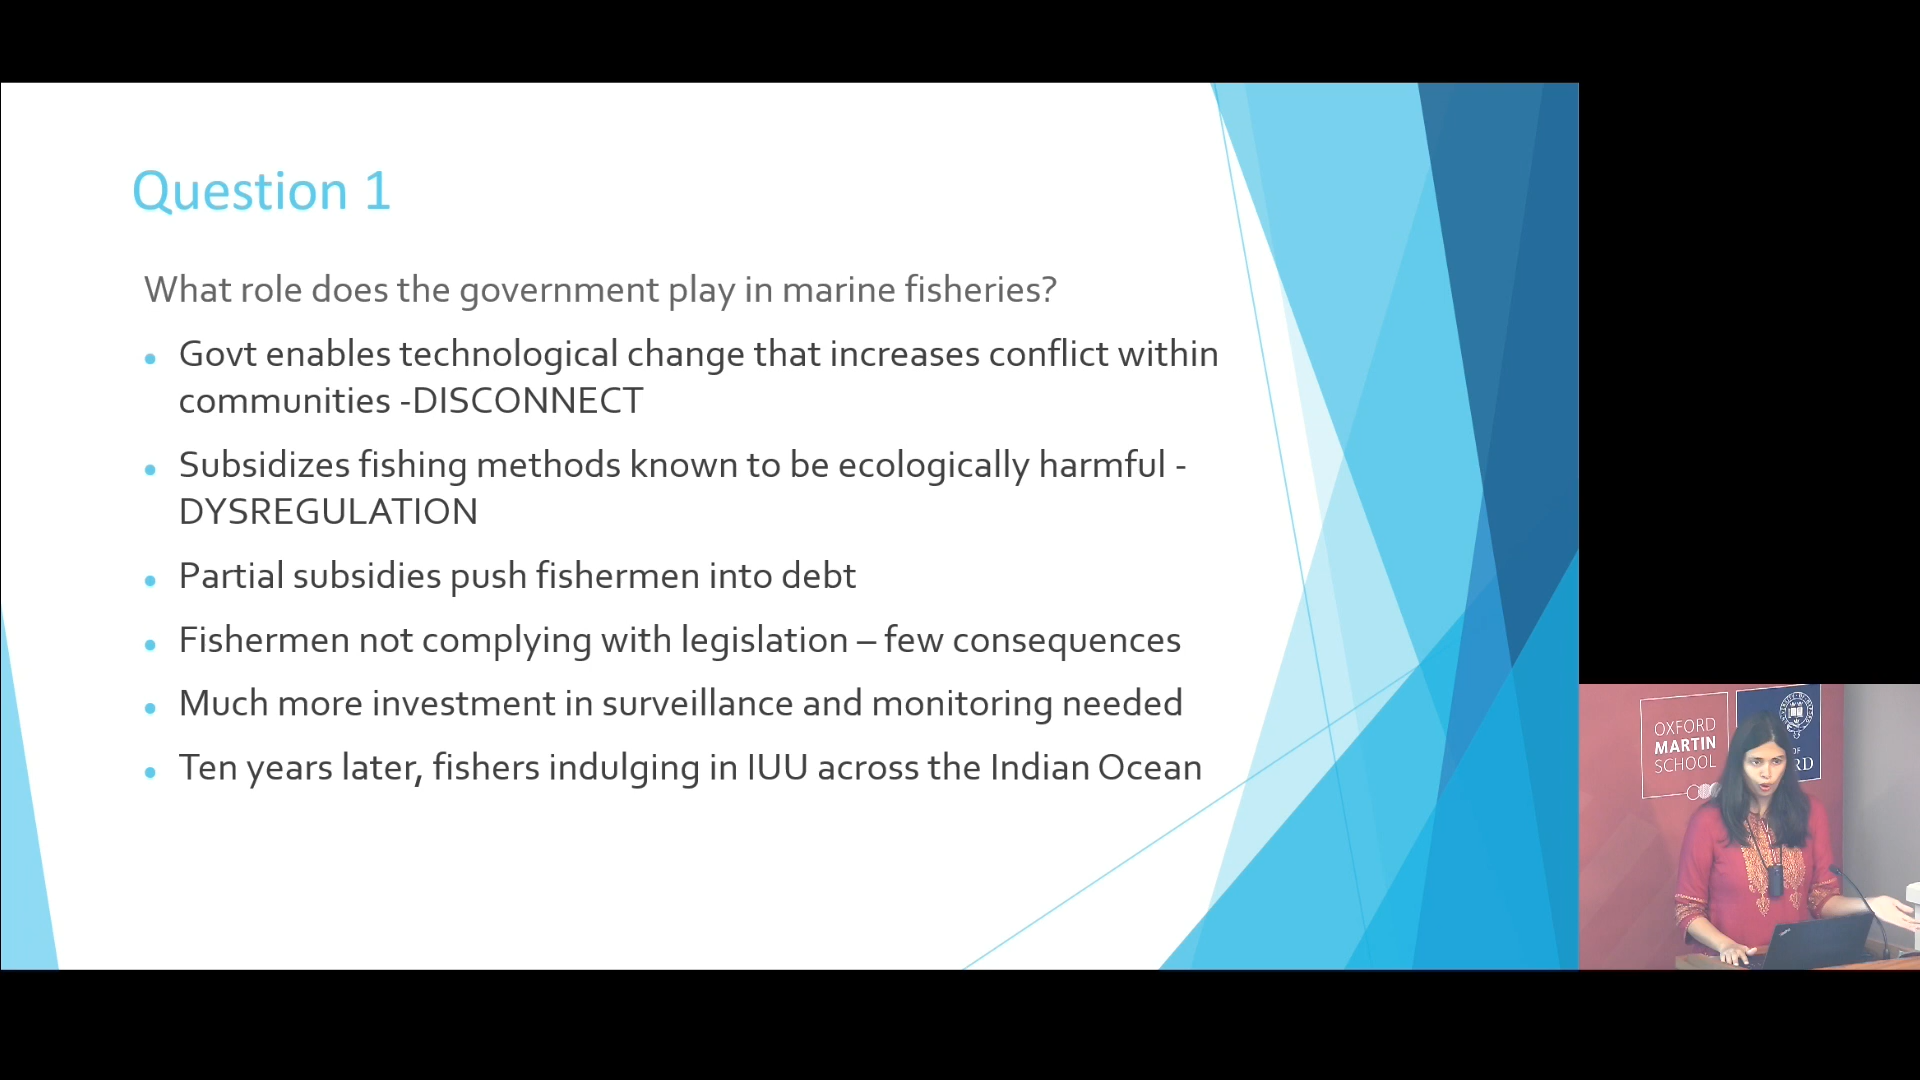 Question 1
What role does the government play in marine fisheries?
• Govt enables technological change that increases conflict within
communities -DISCONNECT
• Subsidizes fishing methods known to be ecologically harmful -
DYSREGULATION
• Partial subsidies push fishermen into debt
• Fishermen not complying with legislation – few consequences
• Much more investment in surveillance and monitoring needed
• Ten years later, fishers indulging in IUU across the Indian Ocean
OXFORD
MARTIN
SCHOOL
OF
RD